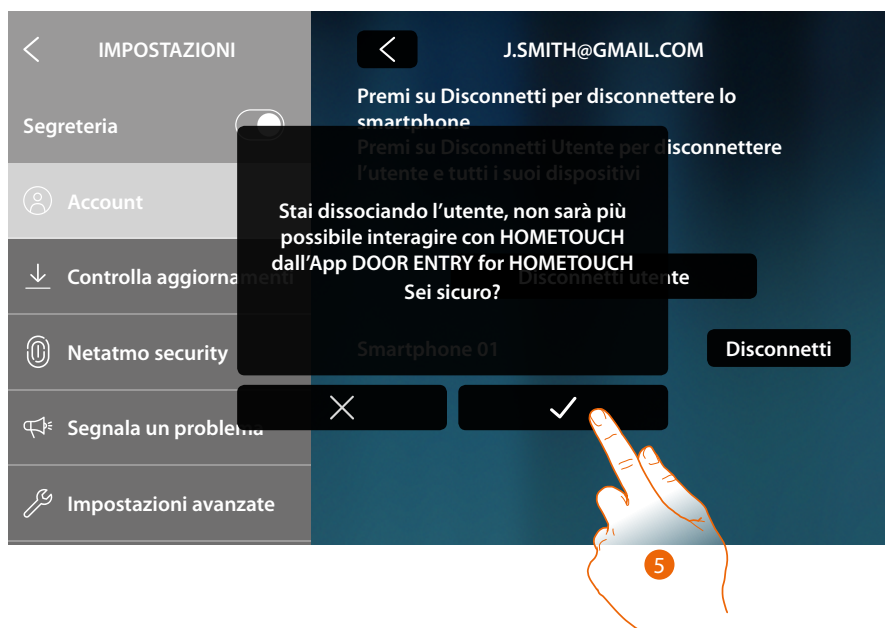 IMPOSTAZIONI
Segreteria
Account
Controlla aggiornamenti
Netatmo security
Segnala un problema
Impostazioni avanzate
J.SMITH@GMAIL.COM
Premi su Disconnetti per disconnettere lo
smartphone
Premi su Disconnetti Utente per disconnettere
l'utente e tutti i suoi dispositivi
Disconnetti utente
Smartphone 01
Disconnetti
Stai dissociando l'utente, non sarà più
possibile interagire con HOMETOUCH
dall'App DOOR ENTRY for HOMETOUCH
Sei sicuro?
5